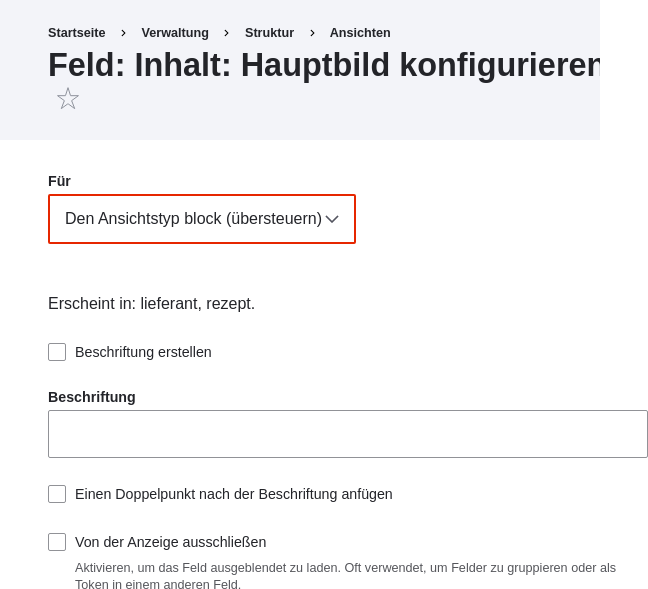 Startseite > Verwaltung > Struktur > Ansichten
Feld: Inhalt: Hauptbild konfigurieren
Für
Den Ansichtstyp block (übersteuern)
Erscheint in: lieferant, rezept.
Beschriftung erstellen
Beschriftung
Einen Doppelpunkt nach der Beschriftung anfügen
Von der Anzeige ausschließen
Aktivieren, um das Feld ausgeblendet zu laden. Oft verwendet, um Felder zu gruppieren oder als
Token in einem anderen Feld.